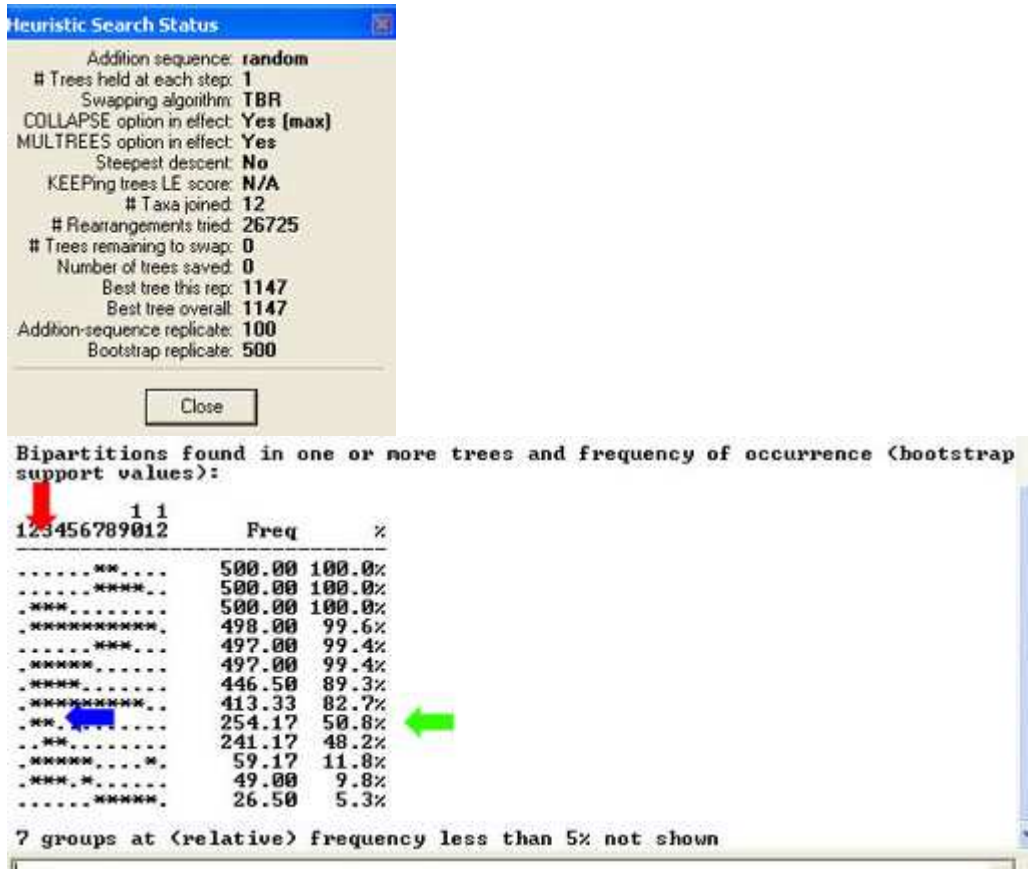 Heuristic Search Status
Addition sequence: random
# Trees held at each step: 1
Swapping algorithm: TBR
COLLAPSE option in effect: Yes (max)
MULTREES option in effect: Yes
Steepest descent: No
KEEPing trees LE score: N/A
# Taxa joined: 12
# Rearrangements tried: 26725
# Trees remaining to swap: 0
Number of trees saved: 0
Best tree this rep: 1147
Best tree overall: 1147
Addition-sequence replicate: 100
Bootstrap replicate: 500
Close
Bipartitions found in one or more trees and frequency of occurrence (bootstrap
support values):
1 1
123456789012 Freq %
......**.... 500.00 100.0%
......****.. 500.00 100.0%
.***........ 500.00 100.0%
.**********. 498.00 99.6%
......***... 497.00 99.4%
.*****...... 497.00 99.4%
.****....... 446.50 89.3%
.*********.. 413.33 82.7%
.**......... 254.17 50.8%
..**........ 241.17 48.2%
.*****....*. 59.17 11.8%
.***.*...... 49.00 9.8%
......*****. 26.50 5.3%
7 groups at (relative) frequency less than 5% not shown